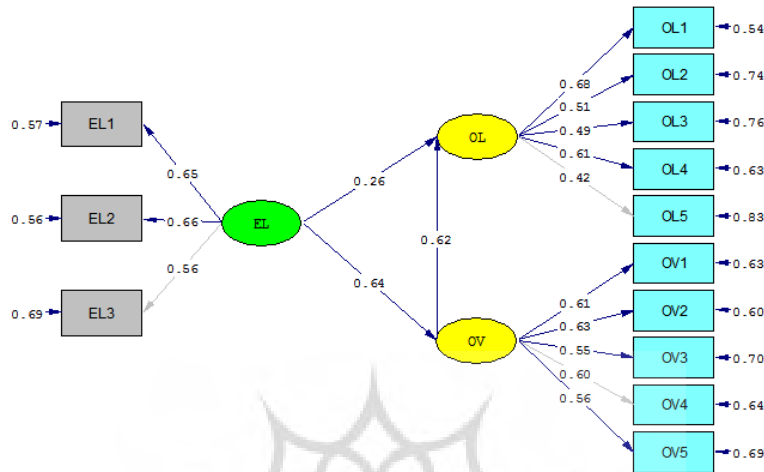 0.57 EL1
0.56 EL2
0.69 EL3
0.65
0.66
0.56
EL
0.26
0.64
0.62
OL
OV
0.68
0.51
0.49
0.61
0.42
0.61
0.63
0.55
0.60
0.56
OL1 0.54
OL2 0.74
OL3 0.76
OL4 0.63
OL5 0.83
OV1 0.63
OV2 0.60
OV3 0.70
OV4 0.64
OV5 0.69